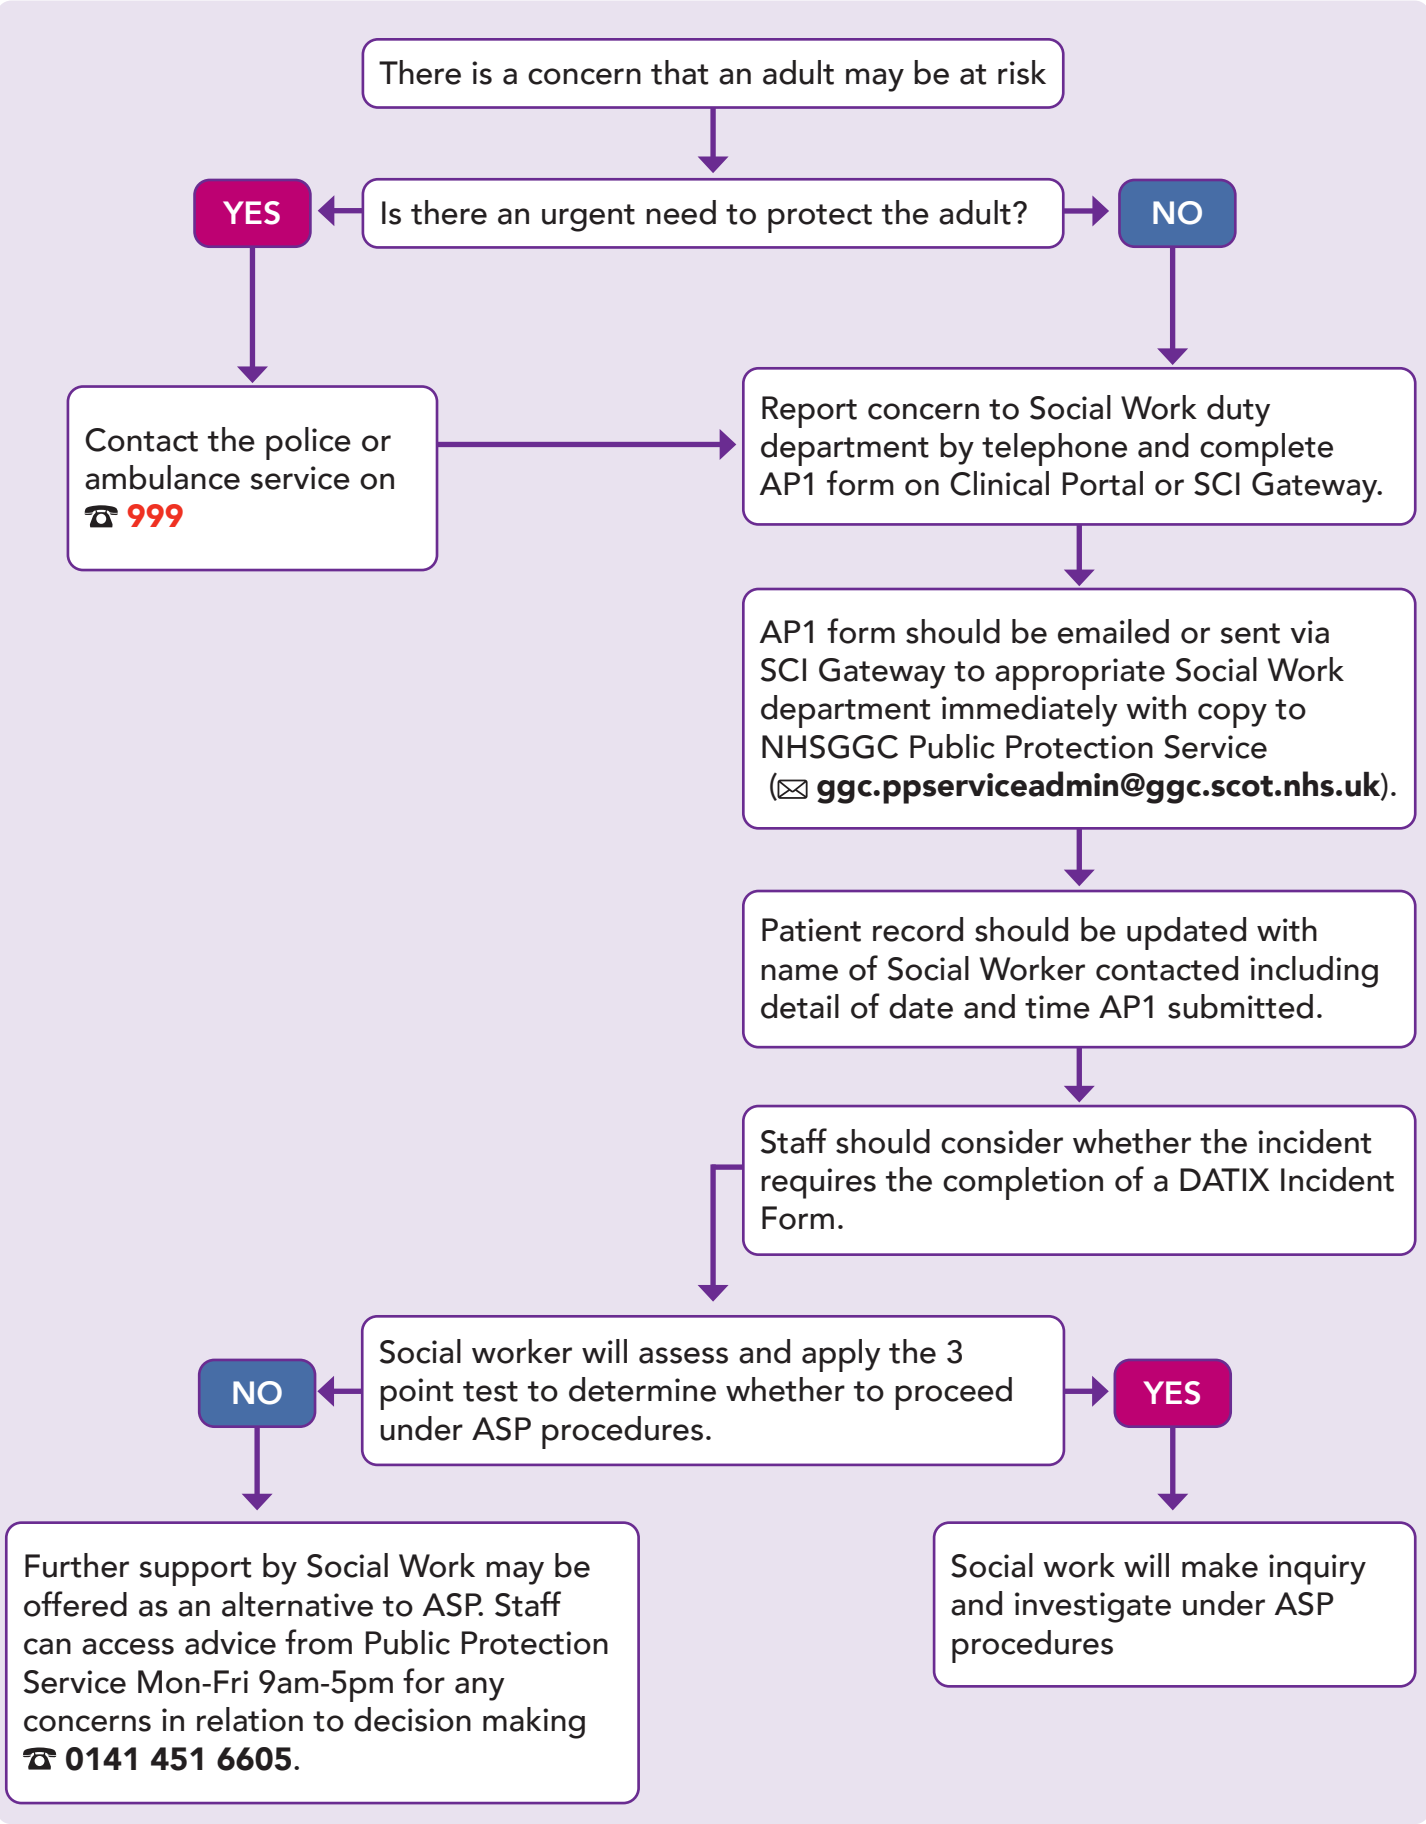 There is a concern that an adult may be at risk
YES
Is there an urgent need to protect the adult?
NO
Contact the police or
ambulance service on
☎ 999
Report concern to Social Work duty
department by telephone and complete
AP1 form on Clinical Portal or SCI Gateway.
AP1 form should be emailed or sent via
SCI Gateway to appropriate Social Work
department immediately with copy to
NHSGGC Public Protection Service
(✉ ggc.ppserviceadmin@ggc.scot.nhs.uk).
Patient record should be updated with
name of Social Worker contacted including
detail of date and time AP1 submitted.
Staff should consider whether the incident
requires the completion of a DATIX Incident
Form.
Social worker will assess and apply the 3
point test to determine whether to proceed
under ASP procedures.
NO
YES
Further support by Social Work may be
offered as an alternative to ASP. Staff
can access advice from Public Protection
Service Mon-Fri 9am-5pm for any
concerns in relation to decision making
☎ 0141 451 6605.
Social work will make inquiry
and investigate under ASP
procedures